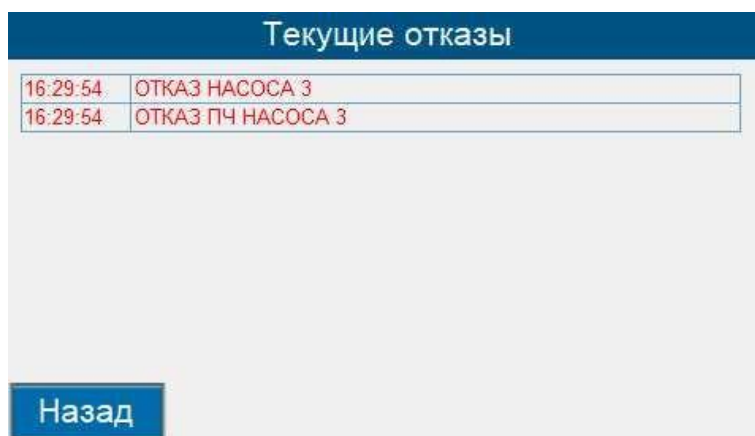 Текущие отказы
16:29:54 ОТКАЗ НАСОСА 3
16:29:54 ОТКАЗ ПЧ НАСОСА 3
Назад